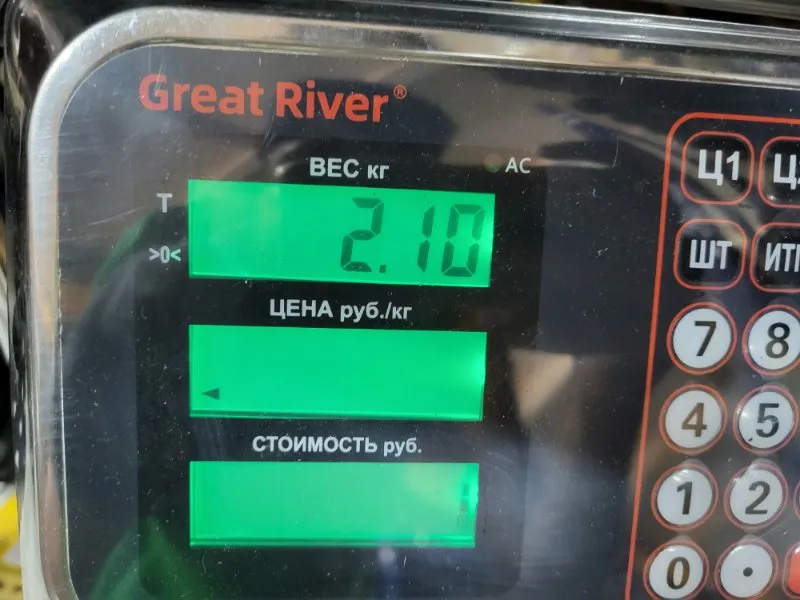 Great River®
ВЕС кг
AC
T
>0<
2.10
ЦЕНА руб./кг
СТОИМОСТЬ руб.
Ц1
ШТ
7 8
4 5
1 2
0 •